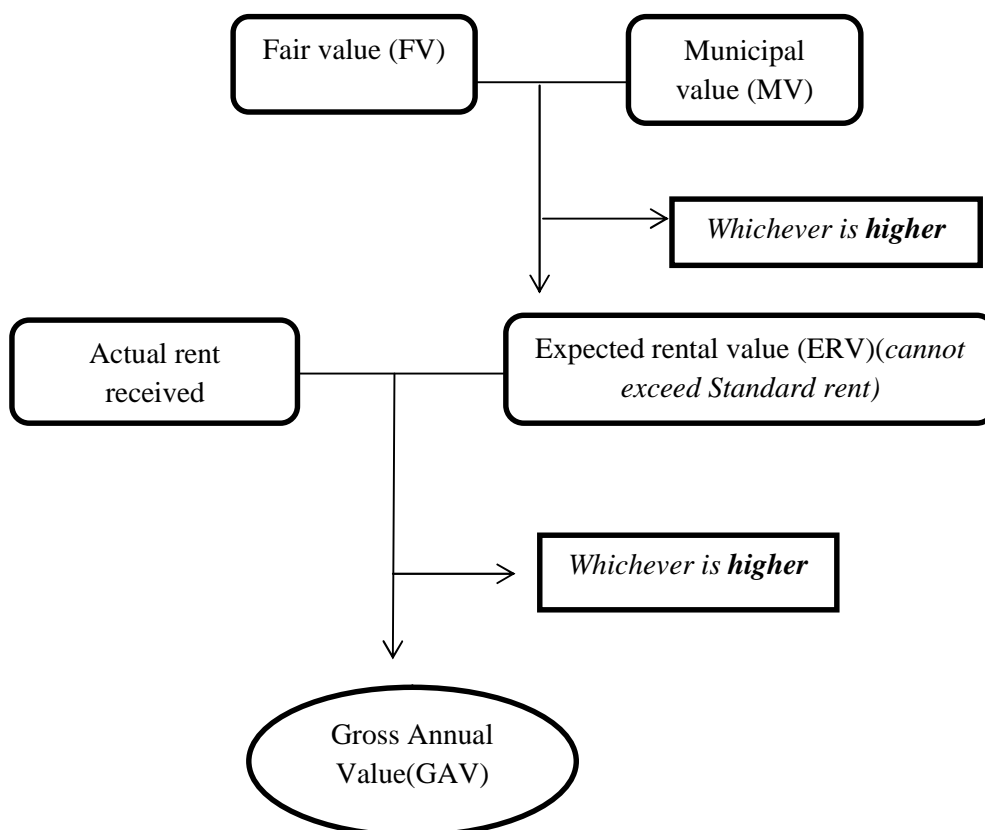 Fair value (FV)
Municipal
value (MV)
Whichever is higher
Actual rent
received
Expected rental value (ERV)(cannot
exceed Standard rent)
Whichever is higher
Gross Annual
Value(GAV)